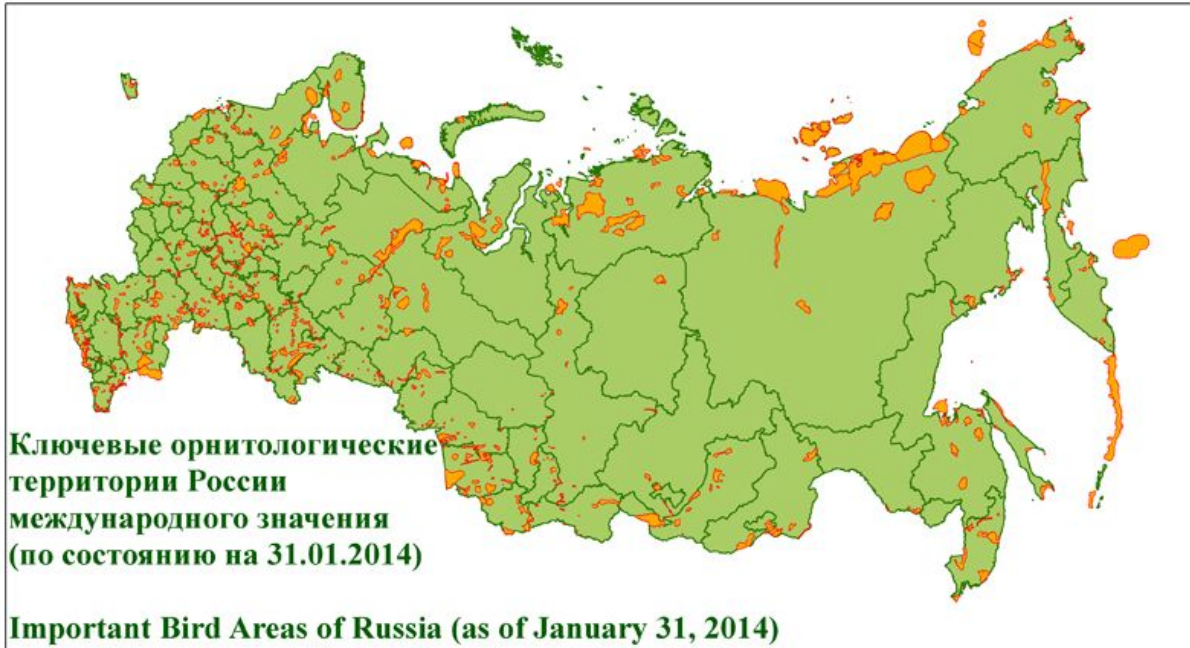 Ключевые орнитологические
территории России
международного значения
(по состоянию на 31.01.2014)
Important Bird Areas of Russia (as of January 31, 2014)